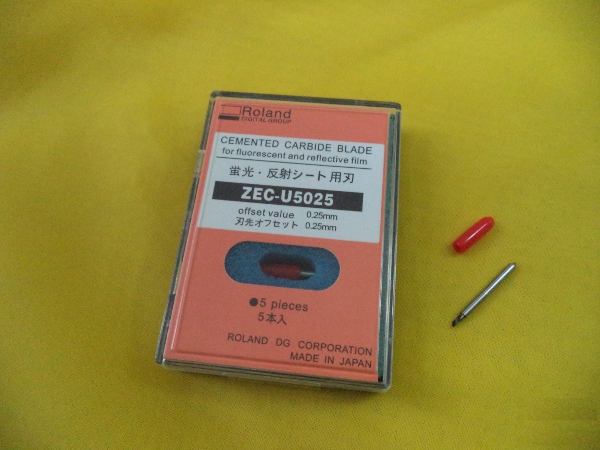 Roland
DIGITAL GROUP
CEMENTED CARBIDE BLADE
for fluorescent and reflective film
蛍光・反射シート用刃
ZEC-U5025
offset value 0.25mm
刃先オフセット 0.25mm
●5 pieces
5本入
ROLAND DG CORPORATION
MADE IN JAPAN